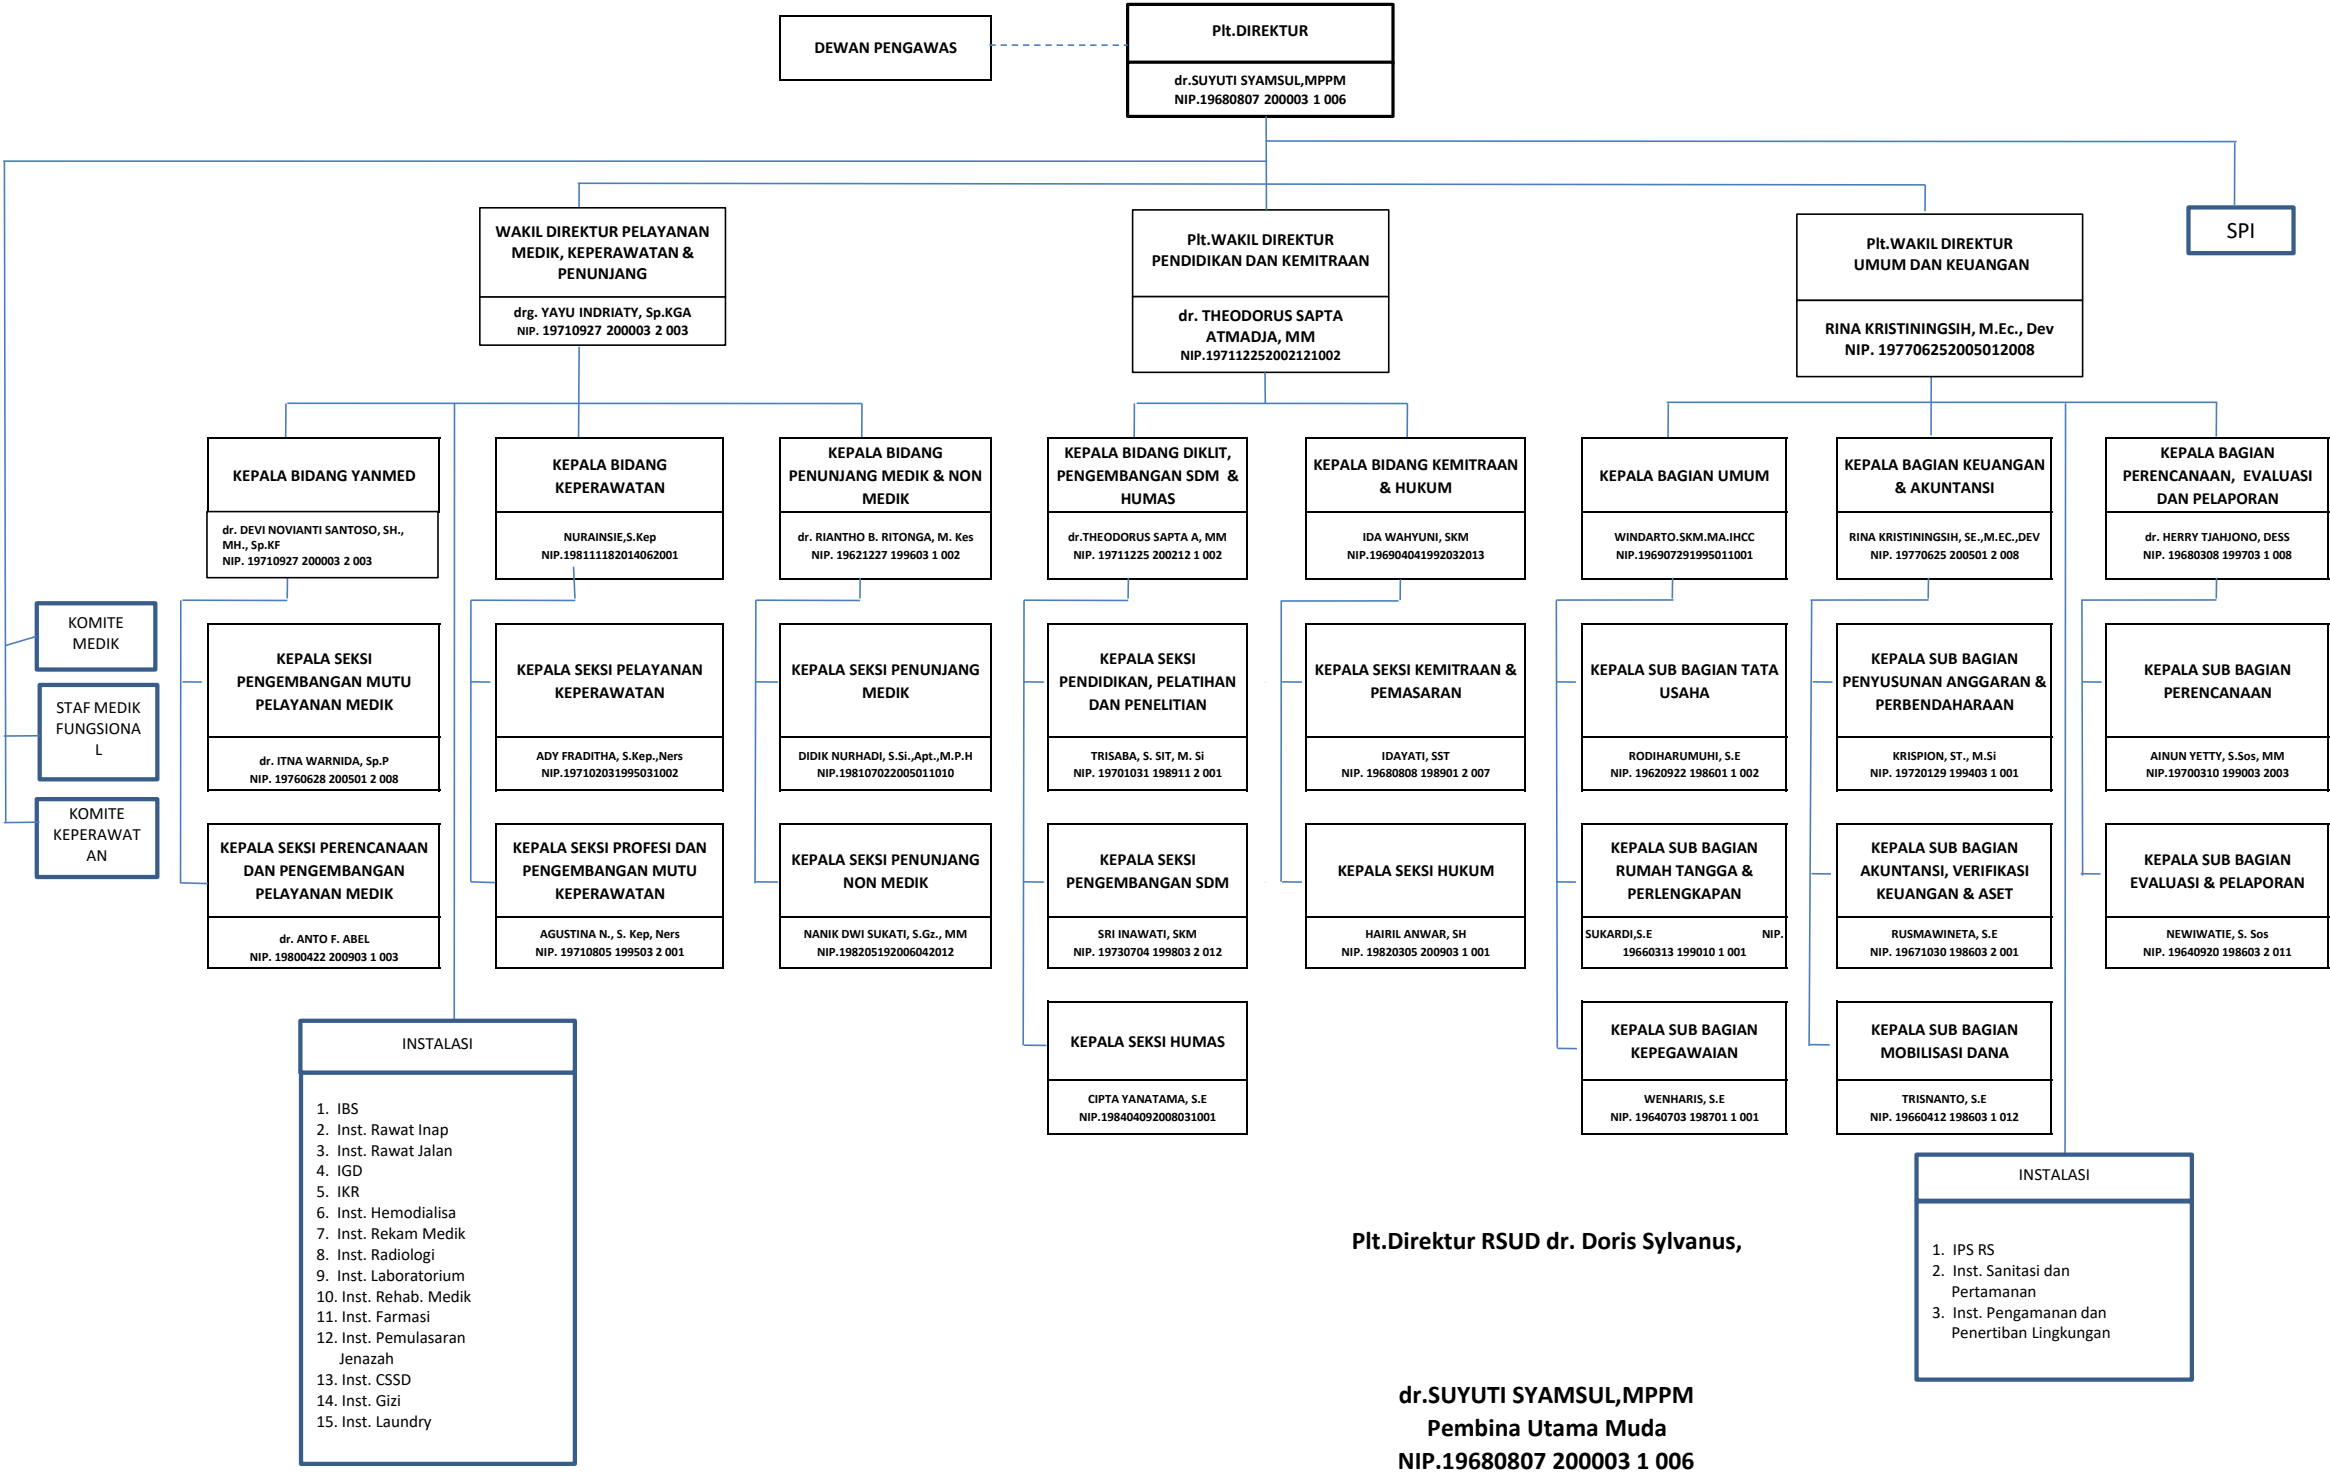 DEWAN PENGAWAS
Plt.DIREKTUR
dr.SUYUTI SYAMSUL,MPPM
NIP.19680807 200003 1 006
WAKIL DIREKTUR PELAYANAN
MEDIK, KEPERAWATAN &
PENUNJANG
drg. YAYU INDRIATY, Sp.KGA
NIP. 19710927 200003 2 003
Plt.WAKIL DIREKTUR
PENDIDIKAN DAN KEMITRAAN
dr. THEODORUS SAPTA
ATMADJA, MM
NIP.197112252002121002
Plt.WAKIL DIREKTUR
UMUM DAN KEUANGAN
RINA KRISTININGSIH, M.Ec., Dev
NIP. 197706252005012008
SPI
KEPALA BIDANG YANMED
dr. DEVI NOVIANTI SANTOSO, SH.,
MH., Sp.KF
NIP. 19710927 200003 2 003
KEPALA BIDANG
KEPERAWATAN
NURAINSIE,S.Kep
NIP.198111182014062001
KEPALA BIDANG
PENUNJANG MEDIK & NON
MEDIK
dr. RIANTHO B. RITONGA, M. Kes
NIP. 19621227 199603 1 002
KEPALA BIDANG DIKLIT,
PENGEMBANGAN SDM &
HUMAS
dr.THEODORUS SAPTA A, MM
NIP. 19711225 200212 1 002
KEPALA BIDANG KEMITRAAN
& HUKUM
IDA WAHYUNI, SKM
NIP. 196904041992032013
KEPALA BAGIAN UMUM
WINDARTO.SKM.MA.IHCC
NIP. 196907291995011001
KEPALA BAGIAN KEUANGAN
& AKUNTANSI
RINA KRISTININGSIH, SE.,M.EC.,DEV
NIP. 19770625 200501 2 008
KEPALA BAGIAN
PERENCANAAN, EVALUASI
DAN PELAPORAN
dr. HERRY TJAHJONO, DESS
NIP. 19680308 199703 1 008
KOMITE
MEDIK
STAF MEDIK
FUNGSIONA
L
KOMITE
KEPERAWAT
AN
KEPALA SEKSI
PENGEMBANGAN MUTU
PELAYANAN MEDIK
dr. ITNA WARNIDA, Sp.P
NIP. 19760628 200501 2 008
KEPALA SEKSI PELAYANAN
KEPERAWATAN
ADY FRADITHA, S.Kep.,Ners
NIP.197102031995031002
KEPALA SEKSI PENUNJANG
MEDIK
DIDIK NURHADI, S.Si.,Apt.,M.P.H
NIP.198107022005011010
KEPALA SEKSI
PENDIDIKAN, PELATIHAN
DAN PENELITIAN
TRISABA, S. SIT, M. Si
NIP. 19701031 198911 2 001
KEPALA SEKSI KEMITRAAN &
PEMASARAN
IDAYATI, SST
NIP. 19680808 198901 2 007
KEPALA SUB BAGIAN TATA
USAHA
RODIHARUMUHI, S.E
NIP. 19620922 198601 1 002
KEPALA SUB BAGIAN
PENYUSUNAN ANGGARAN &
PERBENDAHARAAN
KRISPION, ST., M.Si
NIP. 19720129 199403 1 001
KEPALA SUB BAGIAN
PERENCANAAN
AINUN YETTY, S.Sos, MM
NIP.19700310 199003 2003
KEPALA SEKSI PERENCANAAN
DAN PENGEMBANGAN
PELAYANAN MEDIK
dr. ANTO F. ABEL
NIP. 19800422 200903 1 003
KEPALA SEKSI PROFESI DAN
PENGEMBANGAN MUTU
KEPERAWATAN
AGUSTINA N., S. Kep, Ners
NIP. 19710805 199503 2 001
KEPALA SEKSI PENUNJANG
NON MEDIK
NANIK DWI SUKATI, S.Gz., MM
NIP.198205192006042012
KEPALA SEKSI
PENGEMBANGAN SDM
SRI INAWATI, SKM
NIP. 19730704 199803 2 012
KEPALA SEKSI HUKUM
HAIRIL ANWAR, SH
NIP. 19820305 200903 1 001
KEPALA SUB BAGIAN
RUMAH TANGGA &
PERLENGKAPAN
SUKARDI,S.E NIP.
19660313 199010 1 001
KEPALA SUB BAGIAN
AKUNTANSI, VERIFIKASI
KEUANGAN & ASET
RUSMAWINETA, S.E
NIP. 19671030 198603 2 001
KEPALA SUB BAGIAN
EVALUASI & PELAPORAN
NEWIWATIE, S. Sos
NIP. 19640920 198603 2 011
KEPALA SEKSI HUMAS
CIPTA YANATAMA, S.E
NIP.198404092008031001
KEPALA SUB BAGIAN
KEPEGAWAIAN
WENHARIS, S.E
NIP. 19640703 198701 1 001
KEPALA SUB BAGIAN
MOBILISASI DANA
TRISNANTO, S.E
NIP. 19660412 198603 1 012
INSTALASI
1. IBS
2. Inst. Rawat Inap
3. Inst. Rawat Jalan
4. IGD
5. IKR
6. Inst. Hemodialisa
7. Inst. Rekam Medik
8. Inst. Radiologi
9. Inst. Laboratorium
10. Inst. Rehab. Medik
11. Inst. Farmasi
12. Inst. Pemulasaran
Jenazah
13. Inst. CSSD
14. Inst. Gizi
15. Inst. Laundry
INSTALASI
1. IPS RS
2. Inst. Sanitasi dan
Pertamanan
3. Inst. Pengamanan dan
Penertiban Lingkungan
Plt.Direktur RSUD dr. Doris Sylvanus,
dr.SUYUTI SYAMSUL,MPPM
Pembina Utama Muda
NIP.19680807 200003 1 006